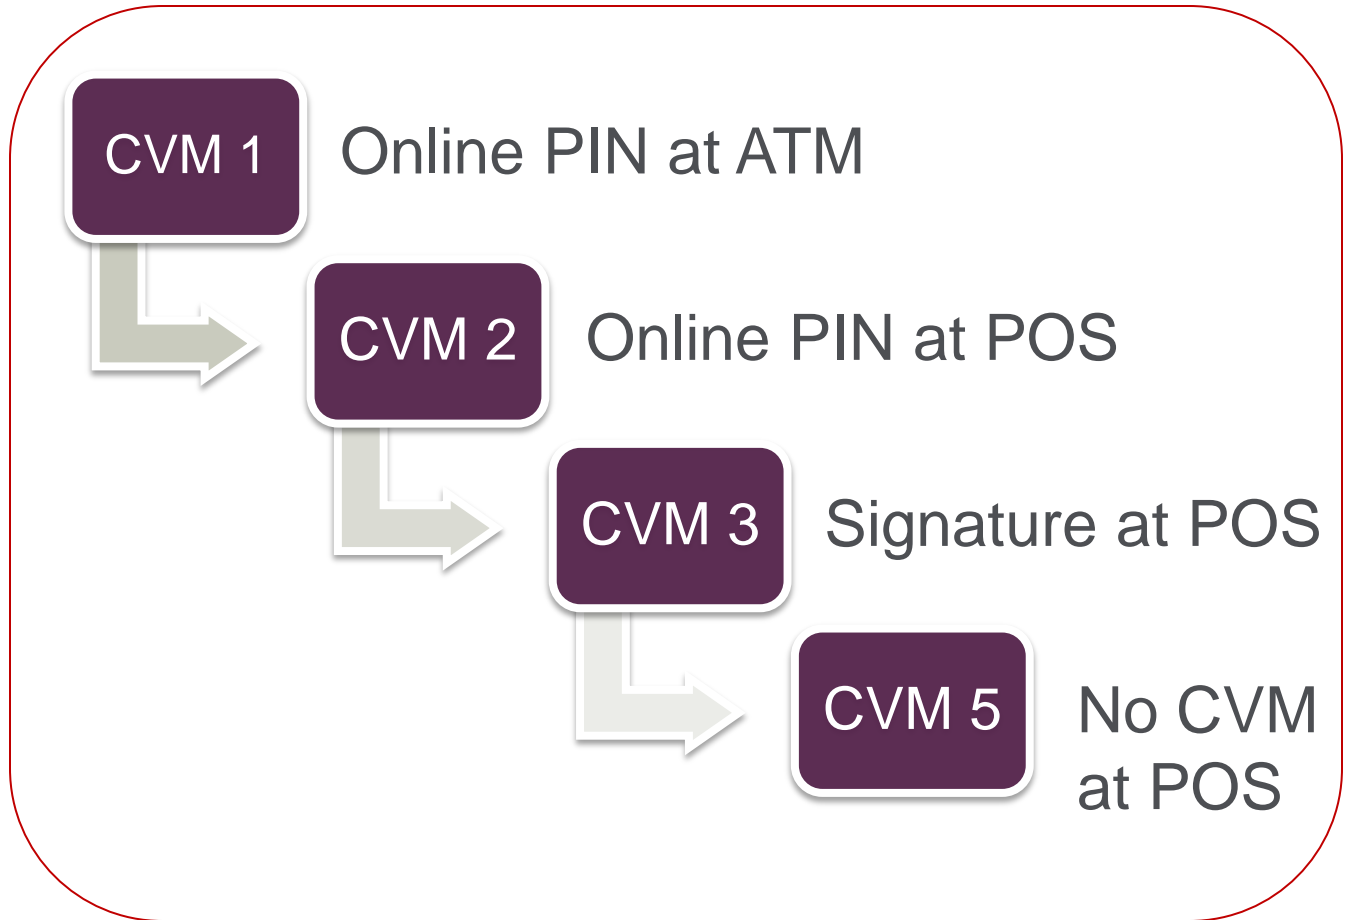 CVM 1
Online PIN at ATM
CVM 2
Online PIN at POS
CVM 3
Signature at POS
CVM 5
No CVM
at POS